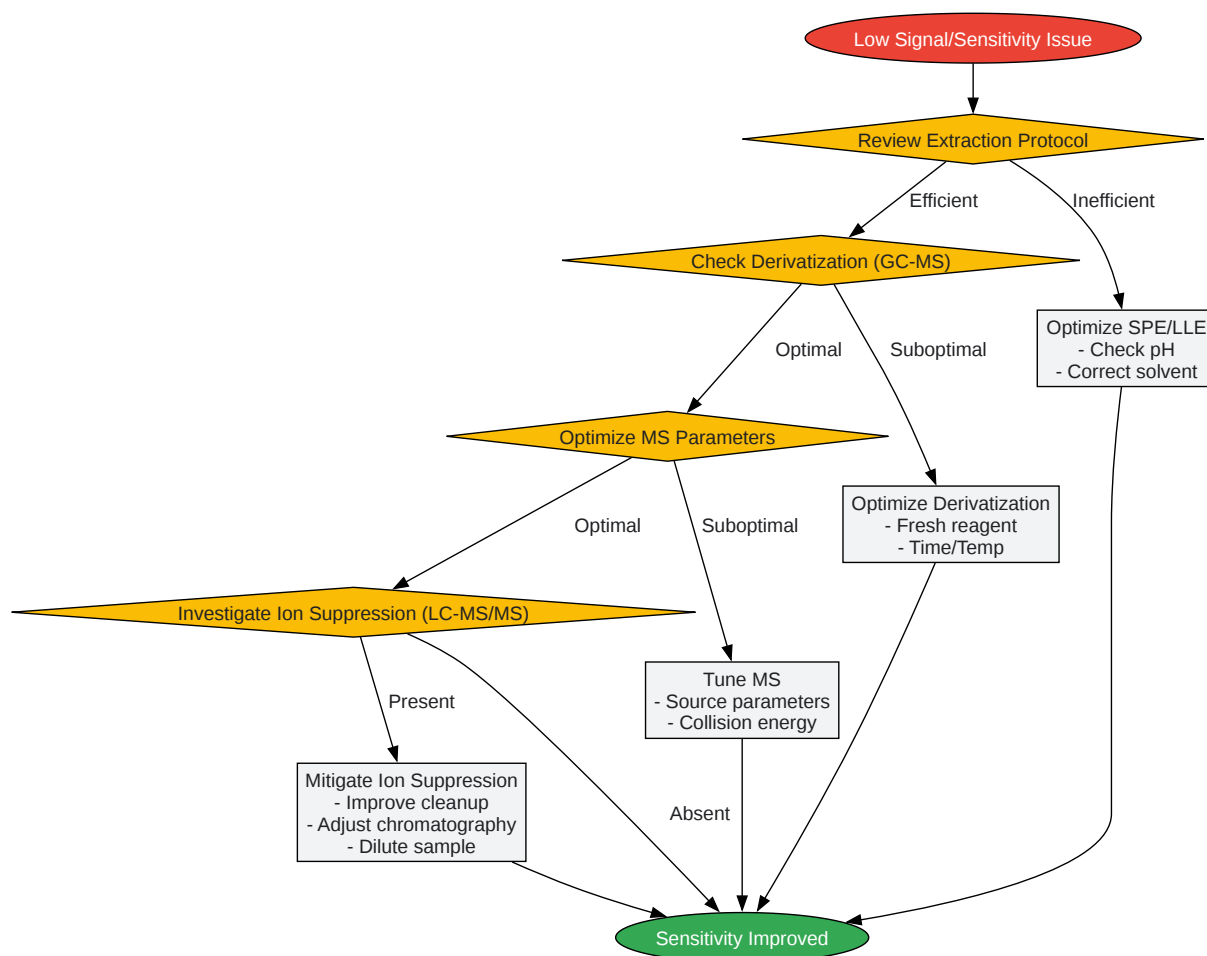 Low Signal/Sensitivity Issue
Review Extraction Protocol
Efficient
Inefficient
Check Derivatization (GC-MS)
Optimize SPE/LLE
- Check pH
- Correct solvent
Optimal
Suboptimal
Optimize MS Parameters
Optimize Derivatization
- Fresh reagent
- Time/Temp
Optimal
Suboptimal
Investigate Ion Suppression (LC-MS/MS)
Tune MS
- Source parameters
- Collision energy
Present
Mitigate Ion Suppression
- Improve cleanup
- Adjust chromatography
- Dilute sample
Absent
Sensitivity Improved